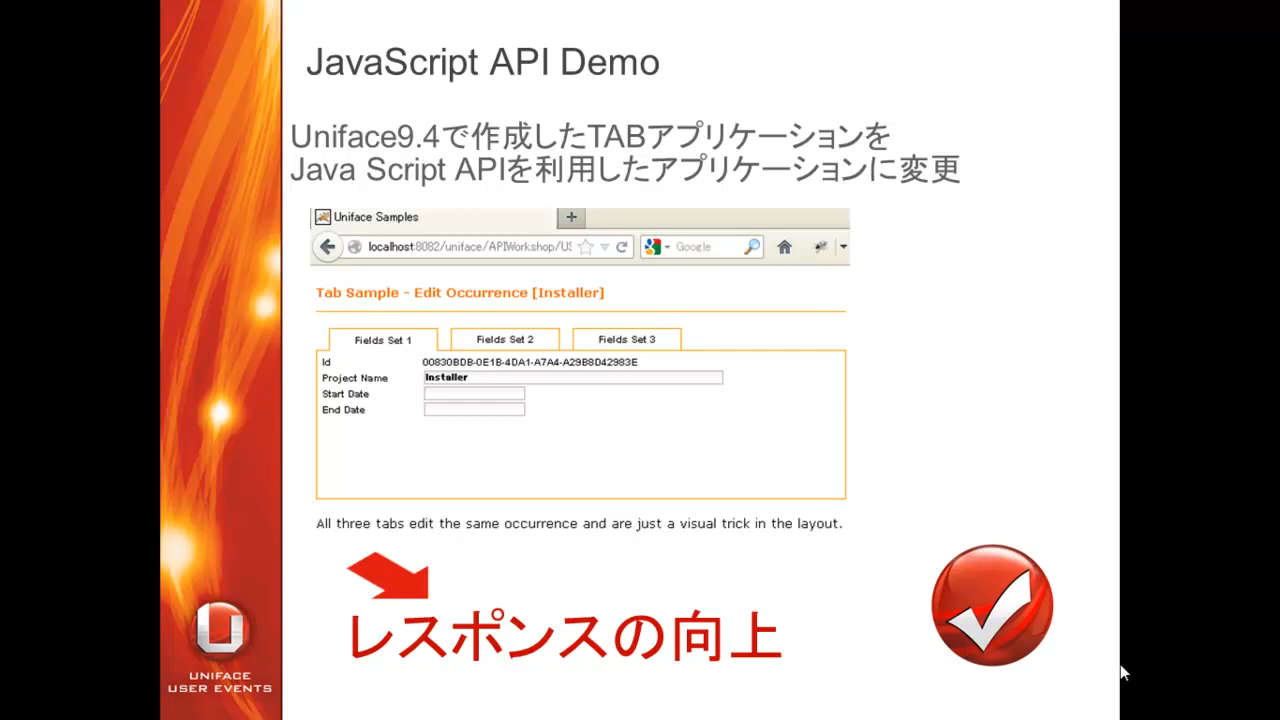 JavaScript API Demo
Uniface9.4で作成したTABアプリケーションを
Java Script APIを利用したアプリケーションに変更
Uniface Samples
+
localhost:8082/uniface/APIWorkshop/US
Google
Tab Sample - Edit Occurrence [Installer]
Fields Set 1
Fields Set 2
Fields Set 3
Id 00830BDB-0E1B-4DA1-A7A4-A29B8D42983E
Project Name Installer
Start Date
End Date
All three tabs edit the same occurrence and are just a visual trick in the layout.
レスポンスの向上
UNIFACE
USER EVENTS